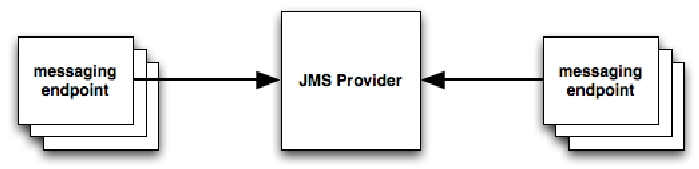 messaging
endpoint
JMS Provider
messaging
endpoint